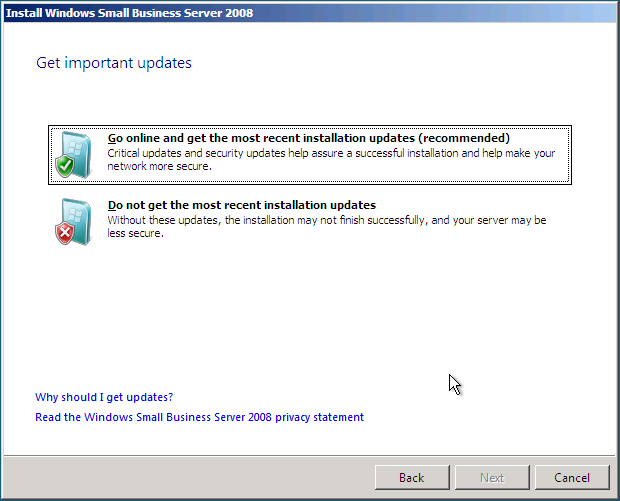 Install Windows Small Business Server 2008
Get important updates
Go online and get the most recent installation updates (recommended)
Critical updates and security updates help assure a successful installation and help make your
network more secure.
Do not get the most recent installation updates
Without these updates, the installation may not finish successfully, and your server may be
less secure.
Why should I get updates?
Read the Windows Small Business Server 2008 privacy statement
Back
Next
Cancel